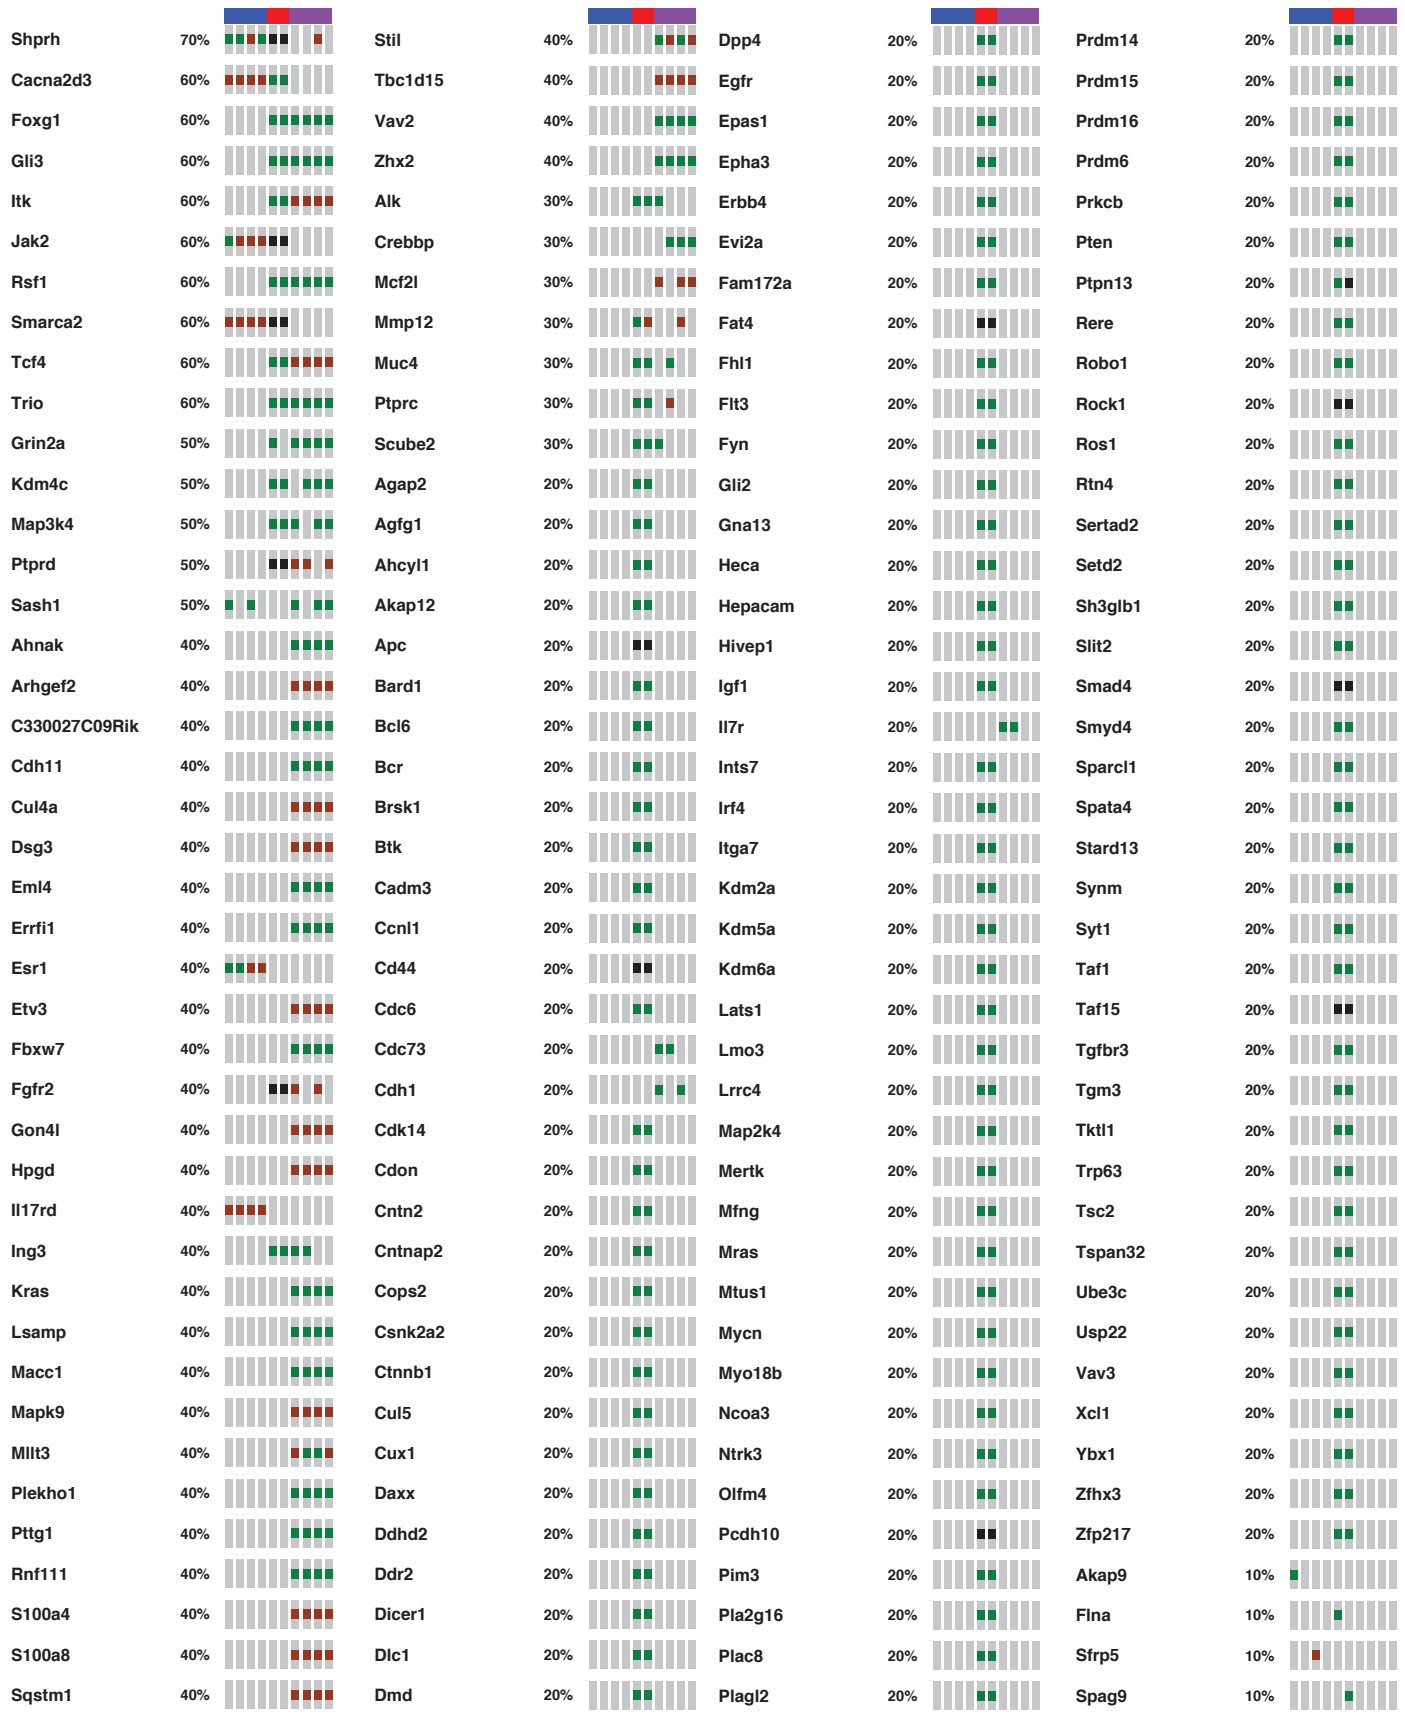 Shprh 70% Stil 40% Dpp4 20% Prdm14 20%
Cacna2d3 60% Tbc1d15 40% Egfr 20% Prdm15 20%
Foxg1 60% Vav2 40% Epas1 20% Prdm16 20%
Gli3 60% Zhx2 40% Epha3 20% Prdm6 20%
Itk 60% Alk 30% Erbb4 20% Prkcb 20%
Jak2 60% Crebbp 30% Evi2a 20% Pten 20%
Rsf1 60% Mcf2l 30% Fam172a 20% Ptpn13 20%
Smarca2 60% Mmp12 30% Fat4 20% Rere 20%
Tcf4 60% Muc4 30% Fhl1 20% Robo1 20%
Trio 60% Ptprc 30% Flt3 20% Rock1 20%
Grin2a 50% Scube2 30% Fyn 20% Ros1 20%
Kdm4c 50% Agap2 20% Gli2 20% Rtn4 20%
Map3k4 50% Agfg1 20% Gna13 20% Sertad2 20%
Ptprd 50% Ahcyl1 20% Heca 20% Setd2 20%
Sash1 50% Akap12 20% Hepacam 20% Sh3glb1 20%
Ahnak 40% Apc 20% Hivep1 20% Slit2 20%
Arhgef2 40% Bard1 20% Igf1 20% Smad4 20%
C330027C09Rik 40% Bcl6 20% Il7r 20% Smyd4 20%
Cdh11 40% Bcr 20% Ints7 20% Sparcl1 20%
Cul4a 40% Brsk1 20% Irf4 20% Spata4 20%
Dsg3 40% Btk 20% Itga7 20% Stard13 20%
Eml4 40% Cadm3 20% Kdm2a 20% Synm 20%
Errfi1 40% Ccnl1 20% Kdm5a 20% Syt1 20%
Esr1 40% Cd44 20% Kdm6a 20% Taf1 20%
Etv3 40% Cdc6 20% Lats1 20% Taf15 20%
Fbxw7 40% Cdc73 20% Lmo3 20% Tgfbr3 20%
Fgfr2 40% Cdh1 20% Lrrc4 20% Tgm3 20%
Gon4l 40% Cdk14 20% Map2k4 20% Tktl1 20%
Hpgd 40% Cdon 20% Mertk 20% Trp63 20%
Il17rd 40% Cntn2 20% Mfng 20% Tsc2 20%
Ing3 40% Cntnap2 20% Mras 20% Tspan32 20%
Kras 40% Cops2 20% Mtus1 20% Ube3c 20%
Lsamp 40% Csnk2a2 20% Mycn 20% Usp22 20%
Macc1 40% Ctnnb1 20% Myo18b 20% Vav3 20%
Mapk9 40% Cul5 20% Ncoa3 20% Xcl1 20%
Mllt3 40% Cux1 20% Ntrk3 20% Ybx1 20%
Plekho1 40% Daxx 20% Olfm4 20% Zfhx3 20%
Pttg1 40% Ddhd2 20% Pcdh10 20% Zfp217 20%
Rnf111 40% Ddr2 20% Pim3 20% Akap9 10%
S100a4 40% Dicer1 20% Pla2g16 20% Flna 10%
S100a8 40% Dlc1 20% Plac8 20% Sfrp5 10%
Sqstm1 40% Dmd 20% Plagl2 20% Spag9 10%